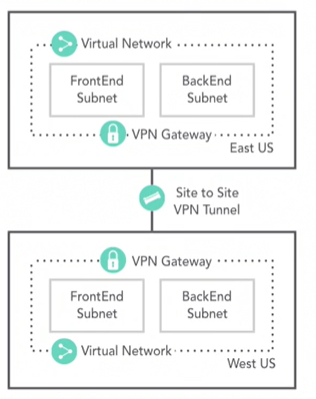 Virtual Network
FrontEnd
Subnet
BackEnd
Subnet
VPN Gateway
East US
Site to Site
VPN Tunnel
VPN Gateway
FrontEnd
Subnet
BackEnd
Subnet
Virtual Network
West US